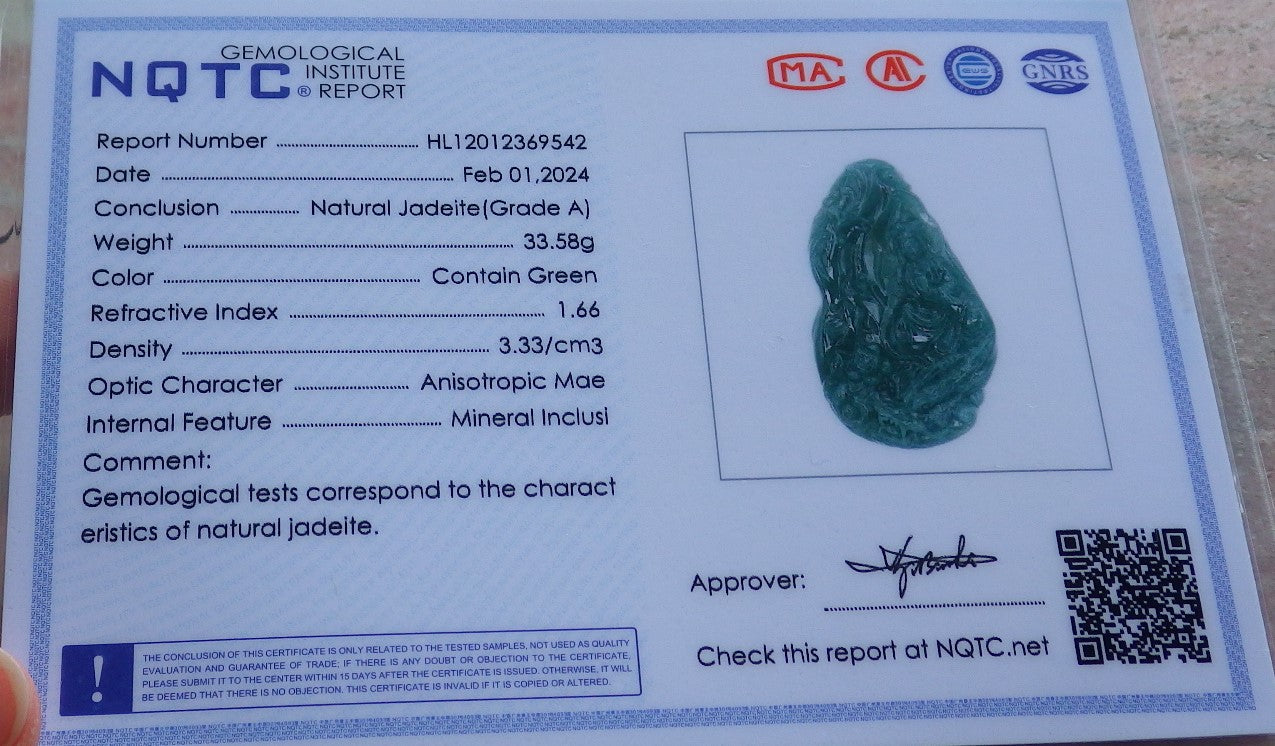 GEMOLOGICAL
NQTC® INSTITUTE
REPORT
MA
GNRS
Report Number ........ HL12012369542
Date ........ Feb 01,2024
Conclusion ........ Natural Jadeite(Grade A)
Weight ........ 33.58g
Color ........ Contain Green
Refractive Index ........ 1.66
Density ........ 3.33/cm3
Optic Character ........ Anisotropic Mae
Internal Feature ........ Mineral Inclusi
Comment:
Gemological tests correspond to the charact
eristics of natural jadeite.
Approver:
Check this report at NQTC.net
!
THE CONCLUSION OF THIS CERTIFICATE IS ONLY RELATED TO THE TESTED SAMPLES, NOT USED AS QUALITY
EVALUATION AND GUARANTEE OF TRADE; IF THERE IS ANY DOUBT OR OBJECTION TO THE CERTIFICATE,
PLEASE SUBMIT IT TO THE CENTER WITHIN 15 DAYS AFTER THE CERTIFICATE IS ISSUED. OTHERWISE, IT WILL
BE DEEMED THAT THERE IS NO OBJECTION. THIS CERTIFICATE IS INVALID IF IT IS COPIED OR ALTERED.